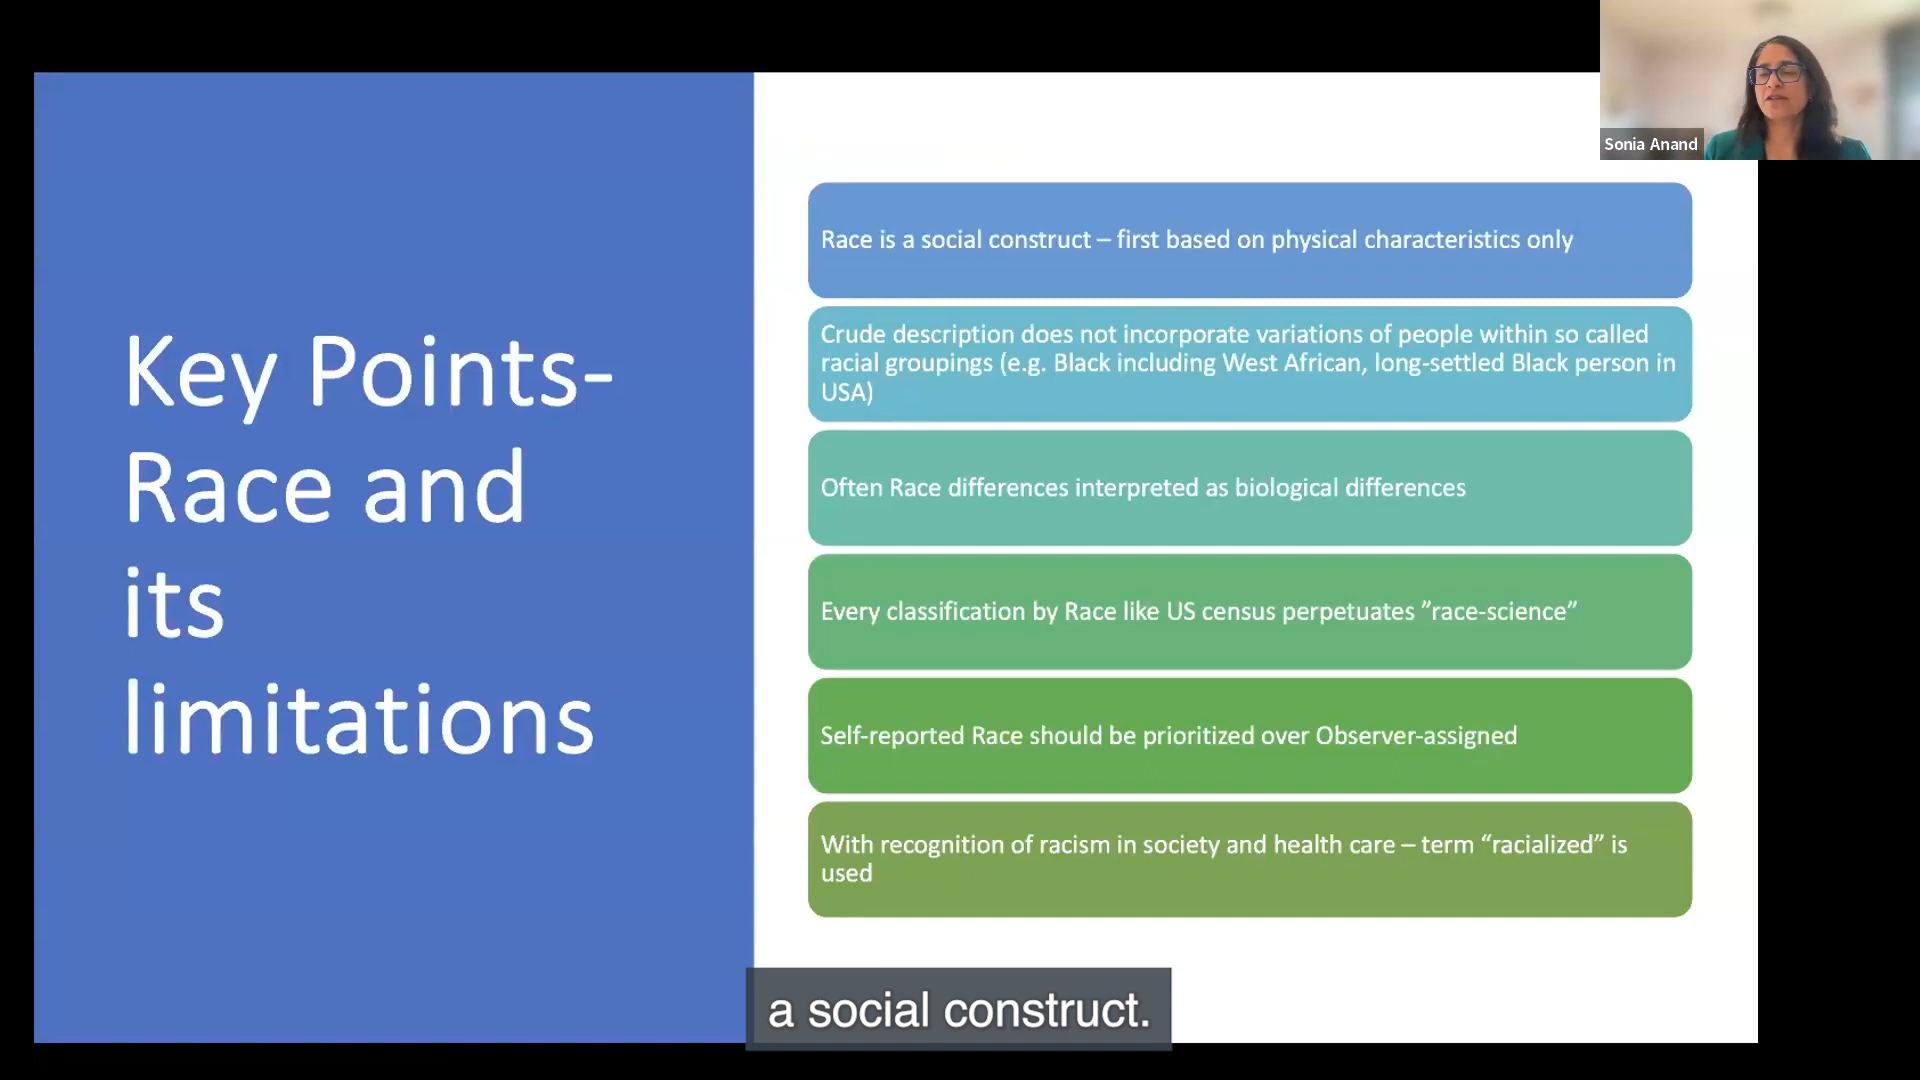 Sonia Anand
Key Points-
Race and
its
limitations
Race is a social construct – first based on physical characteristics only
Crude description does not incorporate variations of people within so called
racial groupings (e.g. Black including West African, long-settled Black person in
USA)
Often Race differences interpreted as biological differences
Every classification by Race like US census perpetuates ”race-science”
Self-reported Race should be prioritized over Observer-assigned
With recognition of racism in society and health care – term “racialized” is
used
a social construct.